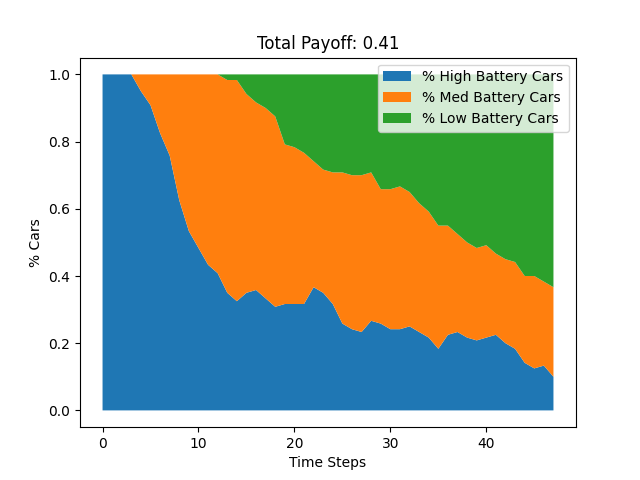 Total Payoff: 0.41
% High Battery Cars
% Med Battery Cars
% Low Battery Cars
1.0
0.8
0.6
0.4
0.2
0.0
% Cars
0
10
20
30
40
Time Steps